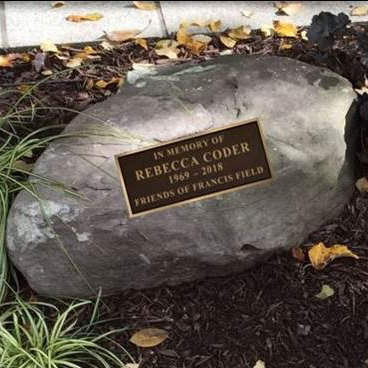 IN MEMORY OF
REBECCA CODER
1969 - 2018
FRIENDS OF FRANCIS FIELD